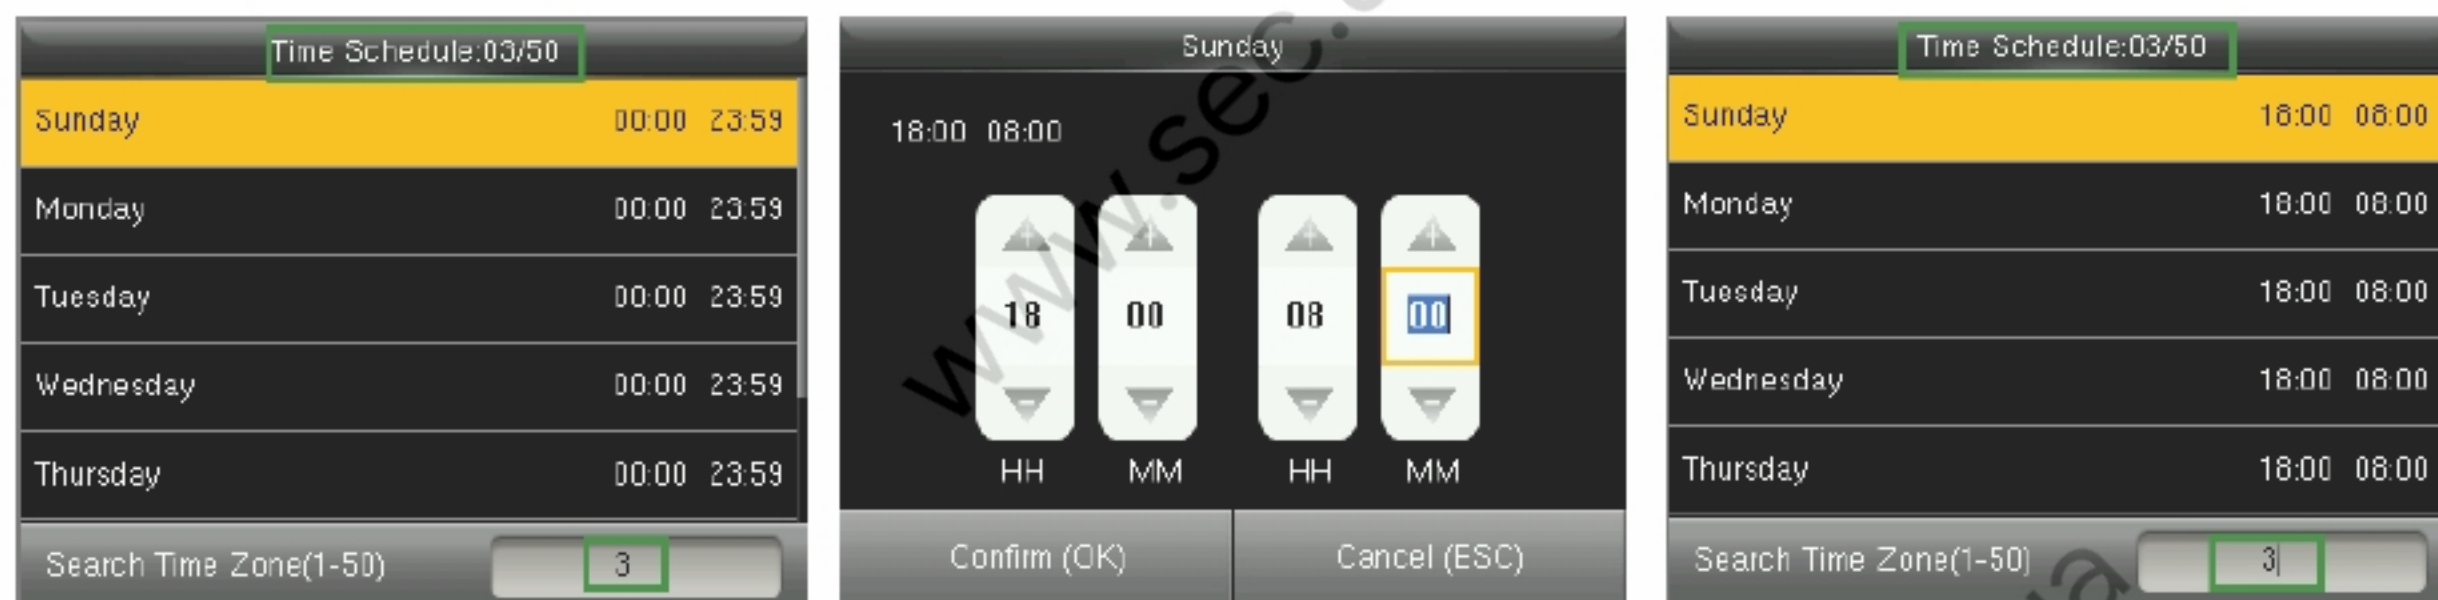 Time Schedule:03/50
Sunday 00:00 23:59
Monday 00:00 23:59
Tuesday 00:00 23:59
Wednesday 00:00 23:59
Thursday 00:00 23:59
Search Time Zone(1-50) 3
Sunday
18:00 08:00
18 00 08 00
HH MM HH MM
Confirm (OK) Cancel (ESC)
Time Schedule:03/50
Sunday 18:00 08:00
Monday 18:00 08:00
Tuesday 18:00 08:00
Wednesday 18:00 08:00
Thursday 18:00 08:00
Search Time Zone(1-50) 3
www.sec.